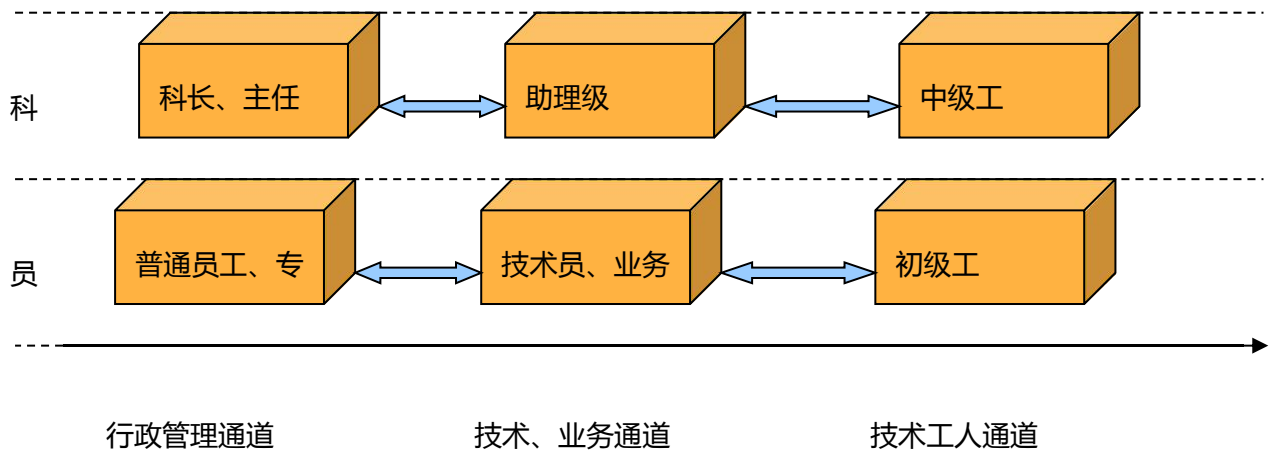 科 科长、主任 助理级 中级工
员 普通员工、专 技术员、业务 初级工
行政管理通道 技术、业务通道 技术工人通道